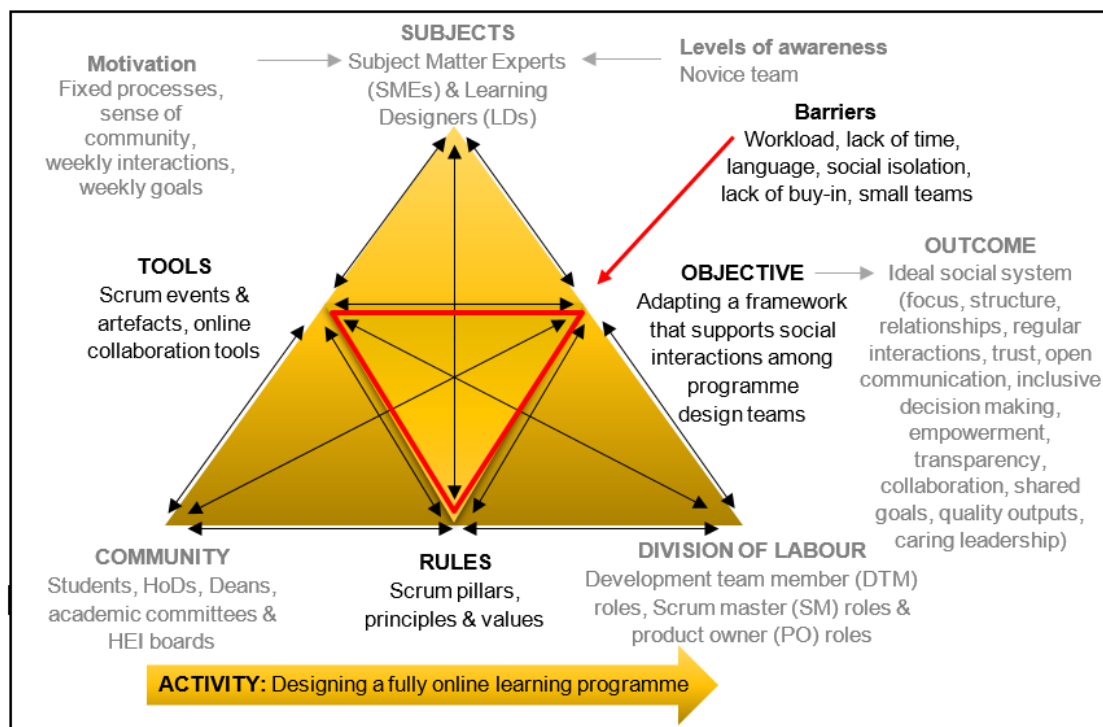 SUBJECTS
Subject Matter Experts
(SMEs) & Learning
Designers (LDs)
Motivation
Fixed processes,
sense of
community,
weekly interactions,
weekly goals
Levels of awareness
Novice team
Barriers
Workload, lack of time,
language, social isolation,
lack of buy-in, small teams
TOOLS
Scrum events &
artefacts, online
collaboration tools
OBJECTIVE
Adapting a framework
that supports social
interactions among
programme
design teams
OUTCOME
Ideal social system
(focus, structure,
relationships, regular
interactions, trust, open
communication, inclusive
decision making,
empowerment,
transparency,
collaboration, shared
goals, quality outputs,
caring leadership)
COMMUNITY
Students, HoDs, Deans,
academic committees &
HEI boards
RULES
Scrum pillars,
principles & values
DIVISION OF LABOUR
Development team member (DTM)
roles, Scrum master (SM) roles &
product owner (PO) roles
ACTIVITY: Designing a fully online learning programme